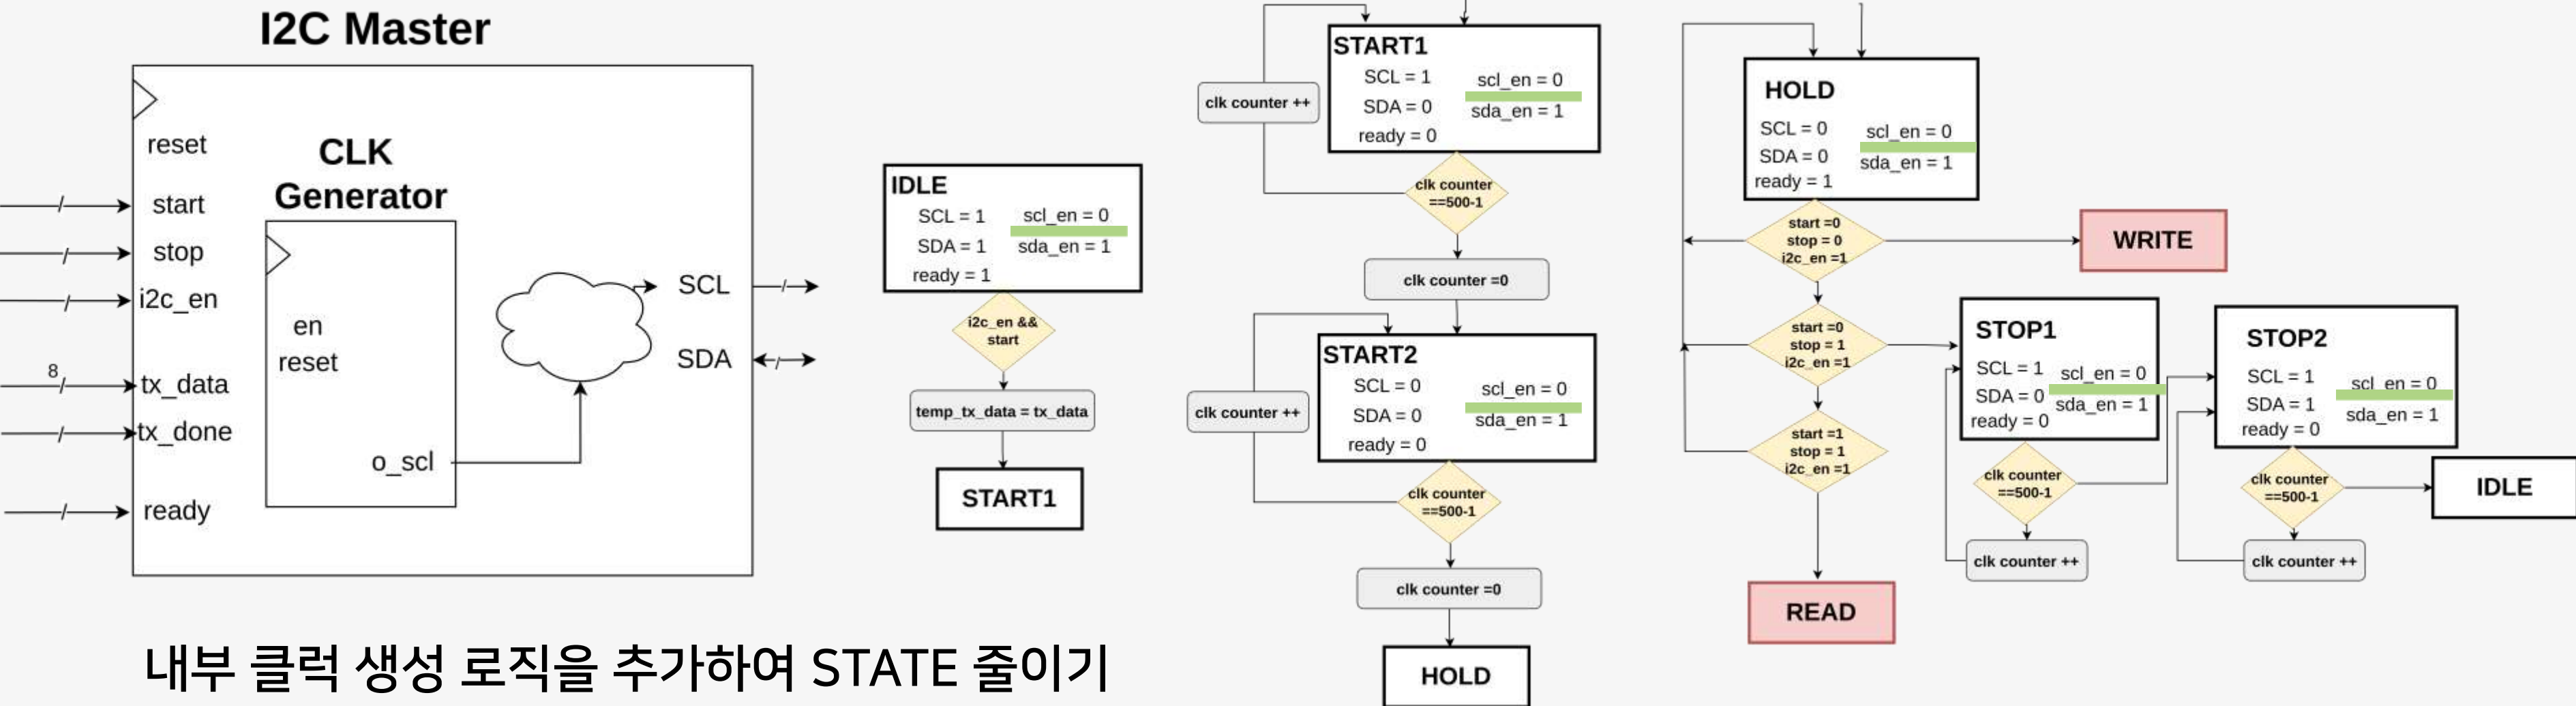 I2C Master
reset
start
stop
i2c_en
8
tx_data
tx_done
ready
CLK
Generator
en
reset
o_scl
SCL
SDA
IDLE
SCL = 1
scl_en = 0
SDA = 1
sda_en = 1
ready = 1
i2c_en &&
start
temp_tx_data = tx_data
START1
START1
SCL = 1
scl_en = 0
SDA = 0
sda_en = 1
ready = 0
clk counter ++
clk counter
==500-1
clk counter =0
START2
SCL = 0
scl_en = 0
SDA = 0
sda_en = 1
ready = 0
clk counter ++
clk counter
==500-1
clk counter =0
HOLD
HOLD
SCL = 0
scl_en = 0
SDA = 0
sda_en = 1
ready = 1
start =0
stop = 0
i2c_en =1
WRITE
start =0
stop = 1
i2c_en =1
start =1
stop = 1
i2c_en =1
READ
STOP1
SCL = 1
scl_en = 0
SDA = 0
sda_en = 1
ready = 0
clk counter
==500-1
clk counter ++
STOP2
SCL = 1
scl_en = 0
SDA = 1
sda_en = 1
ready = 0
clk counter
==500-1
clk counter ++
IDLE
내부 클럭 생성 로직을 추가하여 STATE 줄이기